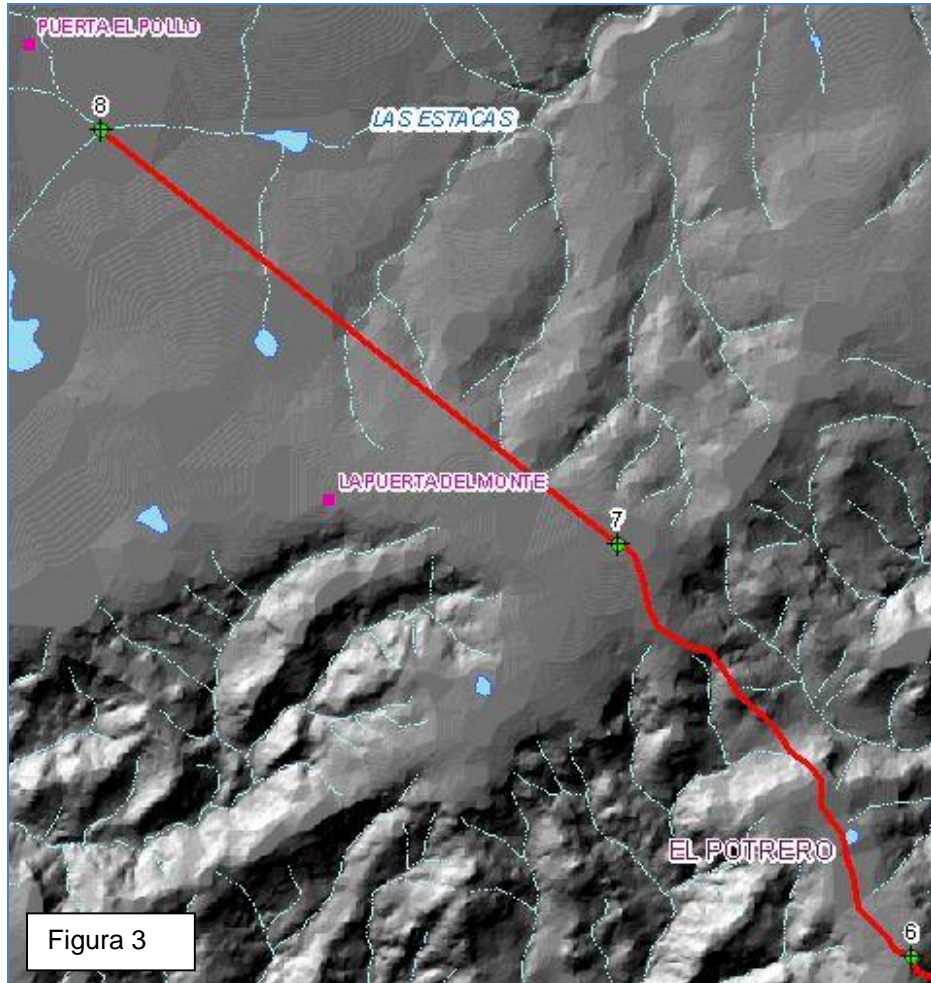 PUERTA EL POLLO
8
LAS ESTACAS
LA PUERTA DEL MONTE
7
EL POTRERO
6
Figura 3